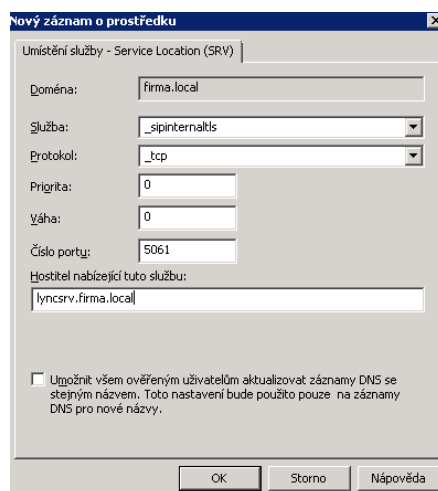 Nový záznam o prostředku
Umístění služby - Service Location (SRV)
Doména: firma.local
Služba: _sipinternaltls
Protokol: _tcp
Priorita: 0
Váha: 0
Číslo portu: 5061
Hostitel nabízející tuto službu:
lyncsrv.firma.local
Umožnit všem ověřeným uživatelům aktualizovat záznamy DNS se
stejným názvem. Toto nastavení bude použito pouze na záznamy
DNS pro nové názvy.
OK Storno Nápověda